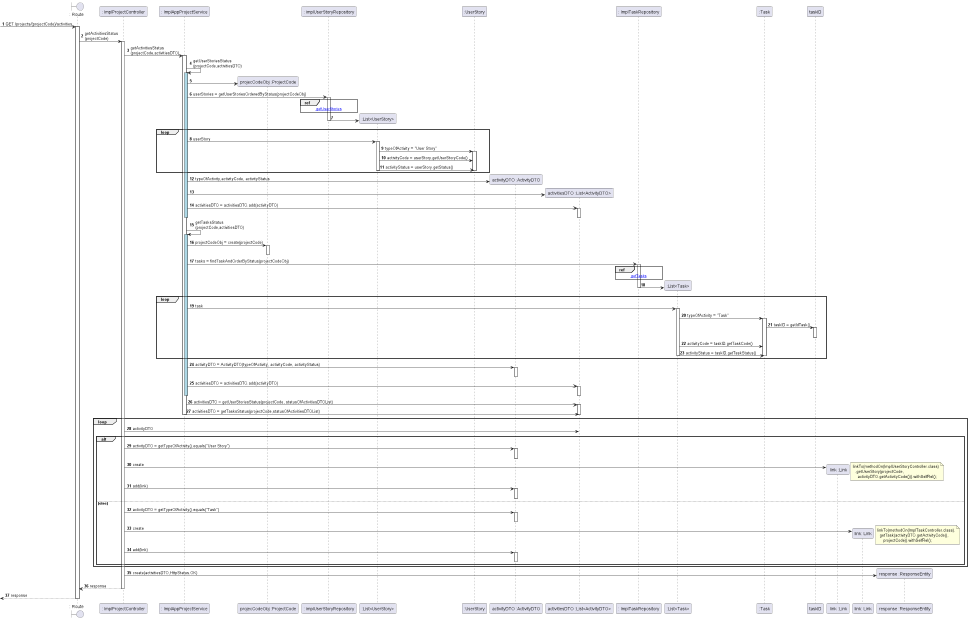 Route
:ImplProjectController
:ImplAppProjectService
:ImplUserStoryRepository
:UserStory
:ImplTaskRepository
:Task
taskID
1 GET /projects/{projectCode}/activities
2 getActivitiesStatus
(projectCode)
3 getActivitiesStatus
(projectCode,activitiesDTO)
4 getUserStoriesStatus
(projectCode,activitiesDTO)
5
projecCodeObj :ProjectCode
6 userStories = getUserStoriesOrderedByStatus(projectCodeObj)
ref
getUserStories
7
:List<UserStory>
loop
8 userStory
9 typeOfActivity = "User Story"
10 activityCode = userStory.getUserStoryCode()
11 activityStatus = userStory.getStatus()
12 typeOfActivity,activityCode, activityStatus
activityDTO :ActivityDTO
13
activitiesDTO :List<ActivityDTO>
14 activitiesDTO = activitiesDTO.add(activityDTO)
15 getTasksStatus
(projectCode,activitiesDTO)
16 projectCodeObj = create(projectCode)
17 tasks = findTaskAndOrderByStatus(projectCodeObj)
ref
getTasks
18
:List<Task>
loop
19 task
20 typeOfActivity = "Task"
21 taskID = getIdTask()
22 activityCode = taskID.getTaskCode()
23 activityStatus = taskID.getTaskStatus()
24 activityDTO = ActivityDTO(typeOfActivity, activityCode, activityStatus)
25 activitiesDTO = activitiesDTO.add(activityDTO)
26 activitiesDTO = getUserStoriesStatus(projectCode, statusOfActivitiesDTOList)
27 activitiesDTO = getTasksStatus(projectCode,statusOfActivitiesDTOList)
loop
28 activityDTO
alt
29 activityDTO = getTypeOfActivity().equals("User Story")
30 create
link: Link
linkTo(methodOn(ImplUserStoryController.class)
.getUserStory(projectCode,
activityDTO.getActivityCode()).withSelfRel()
31 add(link)
[else]
32 activityDTO = getTypeOfActivity().equals("Task")
33 create
link: Link
linkTo(methodOn(ImplTaskController.class)
.getTask(activityDTO.getActivityCode(),
projectCode)).withSelfRel()
34 add(link)
35 create(activitiesDTO,HttpStatus.OK)
response :ResponseEntity
36 response
37 response
Route
:ImplProjectController
:ImplAppProjectService
projecCodeObj :ProjectCode
:ImplUserStoryRepository
:List<UserStory>
:UserStory
activityDTO :ActivityDTO
activitiesDTO :List<ActivityDTO>
:ImplTaskRepository
:List<Task>
:Task
taskID
link: Link
link: Link
response :ResponseEntity